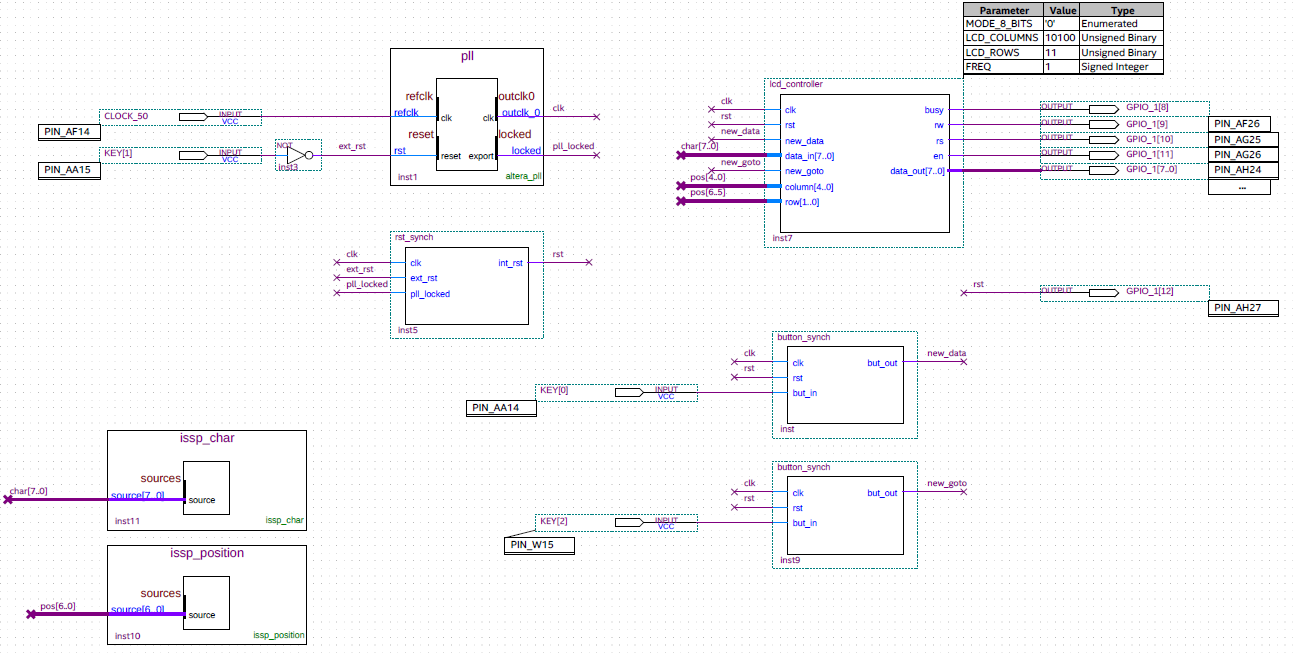 Parameter Value Type
MODE_8_BITS '0' Enumerated
LCD_COLUMNS 10100 Unsigned Binary
LCD_ROWS 11 Unsigned Binary
FREQ 1 Signed Integer
pll
refclk outclk0
refclk clk clk outclk_0 clk
reset locked
rst reset export locked pll_locked
inst1 altera_pll
CLOCK_50 INPUT
VCC
PIN_AF14
KEY[1] INPUT
VCC
PIN_AA15
NOT
inst3
ext_rst
lcd_controller
clk clk busy
rst rst rw
new_data new_data rs
char[7..0] data_in[7..0] en
new_goto new_goto data_out[7..0]
pos[4..0] column[4..0]
pos[6..5] row[1..0]
inst7
OUTPUT GPIO_1[8]
OUTPUT GPIO_1[9] PIN_AF26
OUTPUT GPIO_1[10] PIN_AG25
OUTPUT GPIO_1[11] PIN_AG26
OUTPUT GPIO_1[7..0] PIN_AH24
...
rst_synch
clk clk int_rst rst
ext_rst ext_rst
pll_locked pll_locked
inst5
rst OUTPUT GPIO_1[12]
PIN_AH27
button_synch
clk clk but_out new_data
rst rst
KEY[0] INPUT
VCC
but_in
PIN_AA14
inst
issp_char
sources
char[7..0] source[7..0] source
inst11 issp_char
button_synch
clk clk but_out new_goto
rst rst
KEY[2] INPUT
VCC
but_in
PIN_W15
inst9
issp_position
sources
pos[6..0] source[6..0] source
inst10 issp_position